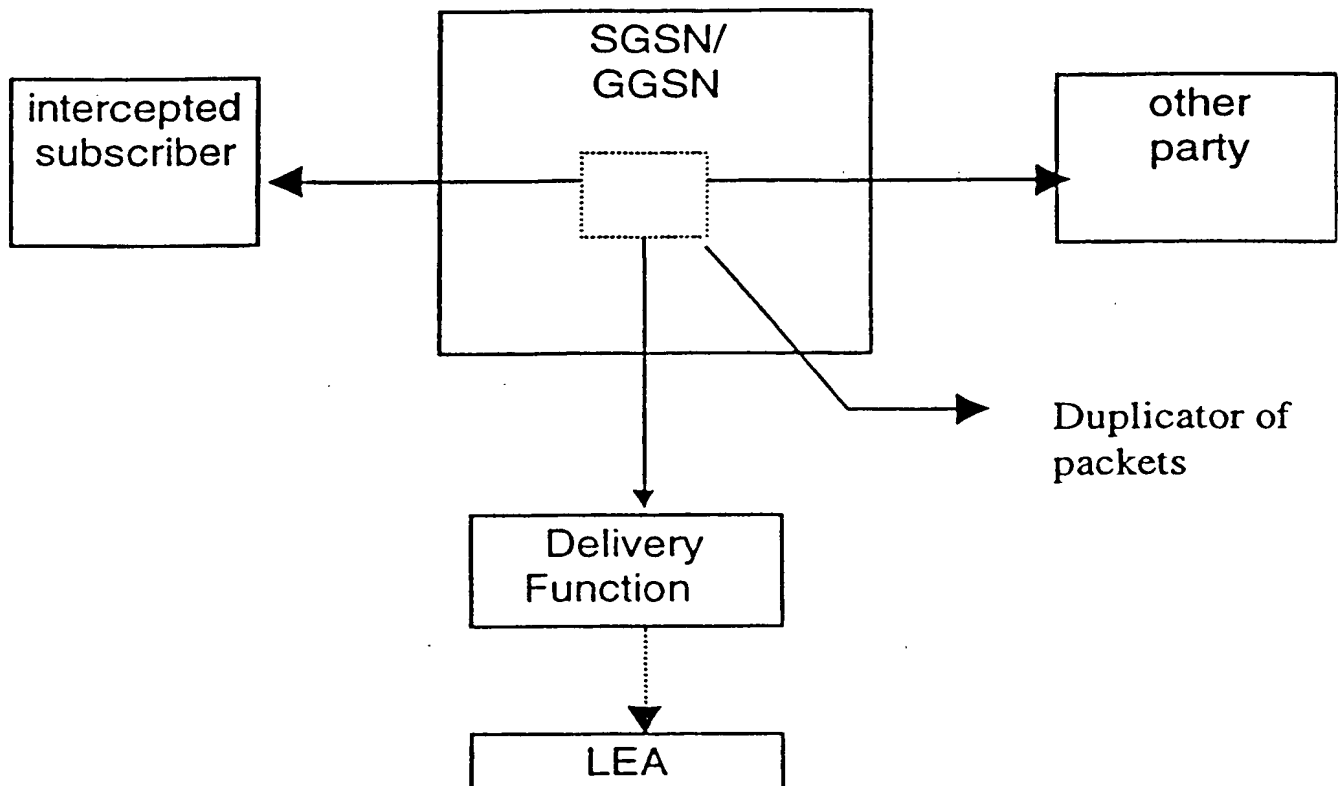 SGSN/
GGSN
intercepted
subscriber
other
party
Duplicator of
packets
Delivery
Function
LEA